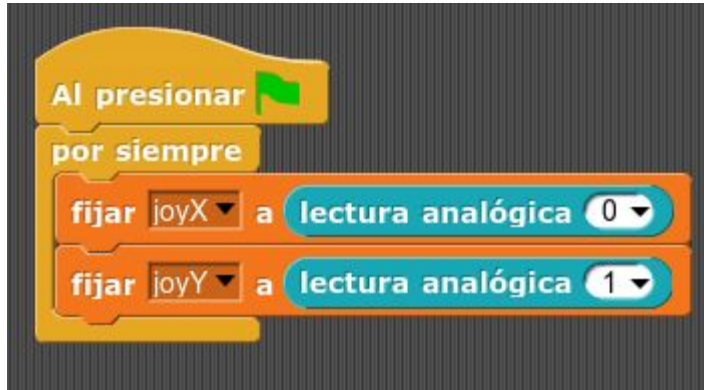 Al presionar
por siempre
fijar joyX a lectura analógica 0
fijar joyY a lectura analógica 1